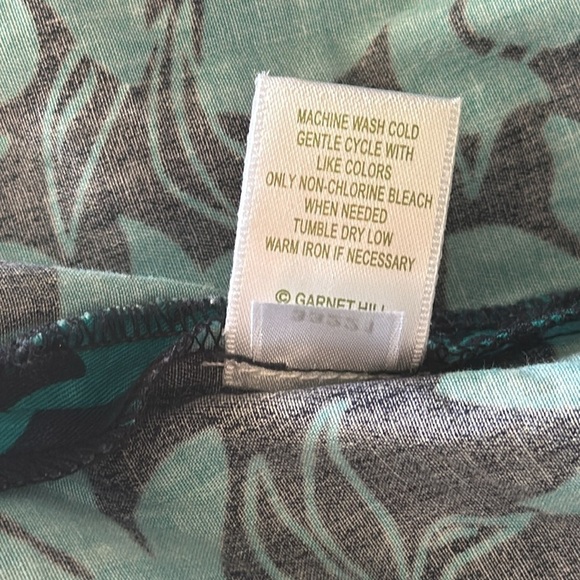 MACHINE WASH COLD
GENTLE CYCLE WITH
LIKE COLORS
ONLY NON-CHLORINE BLEACH
WHEN NEEDED
TUMBLE DRY LOW
WARM IRON IF NECESSARY
© GARNET HILL